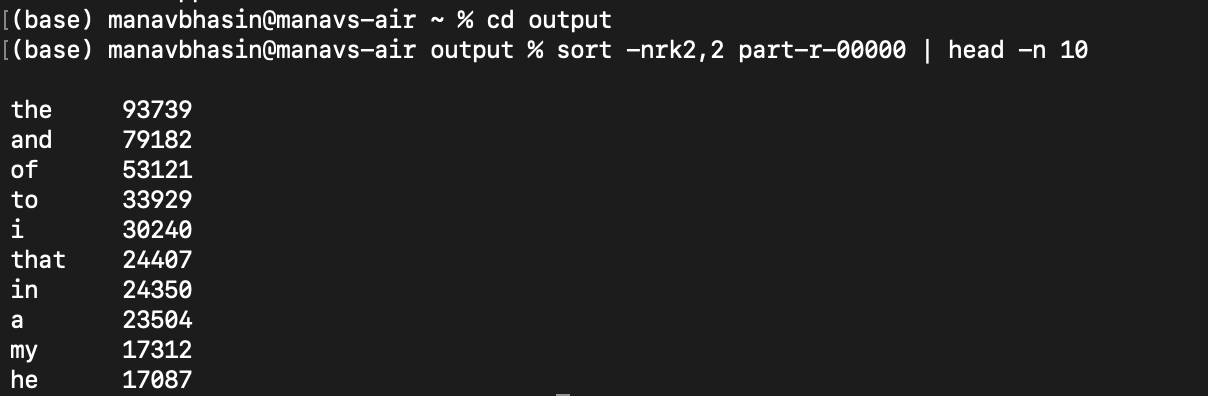 [(base) manavbhasin@manavs-air ~ % cd output
[(base) manavbhasin@manavs-air output % sort -nrk2,2 part-r-00000 | head -n 10
the 93739
and 79182
of 53121
to 33929
i 30240
that 24407
in 24350
a 23504
my 17312
he 17087